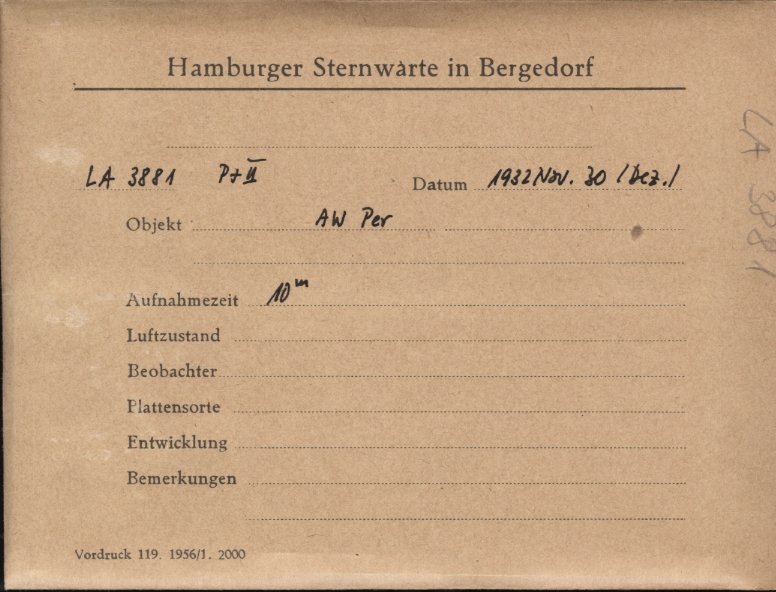 Hamburger Sternwarte in Bergedorf
LA 3881 P+II Datum 1932 Nov. 30 / Dez. 1
Objekt AW Per
Aufnahmezeit 10m
Luftzustand
Beobachter
Plattensorte
Entwicklung
Bemerkungen
Vordruck 119. 1956/1. 2000
LA 3881